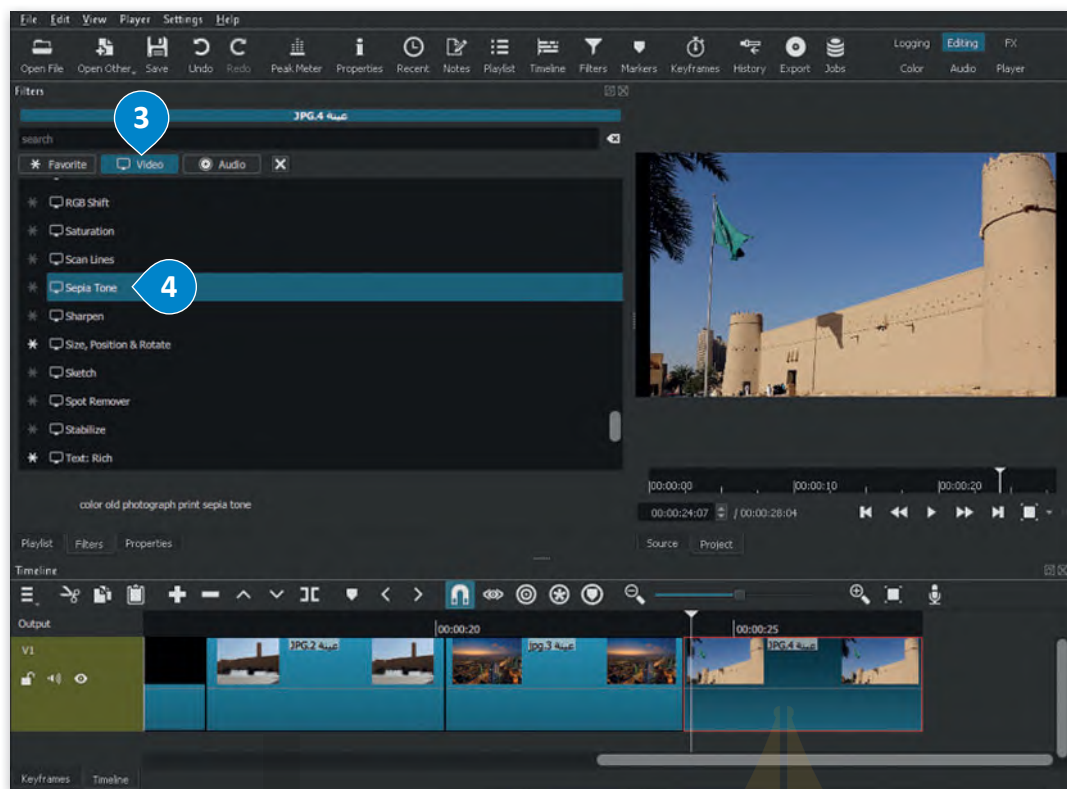 File Edit View Player Settings Help
Open File Open Other... Save Undo Redo Peak Meter Properties Recent Notes Playlist Timeline Filters Markers Keyframes History Export Jobs
Logging Editing FX
Color Audio Player
Filters
عينة JPG.4
3
search
Favorite Video Audio
RGB Shift
Saturation
Scan Lines
Sepia Tone
4
Sharpen
Size, Position & Rotate
Sketch
Spot Remover
Stabilize
Text: Rich
color old photograph print sepia tone
00:00:00 00:00:10 00:00:20
00:00:24:07 / 00:00:28:04
Playlist Filters Properties
Source Project
Timeline
Output
00:00:20 00:00:25
V1
عينة JPG.2
عينة jpg.3
عينة JPG.4
Keyframes Timeline